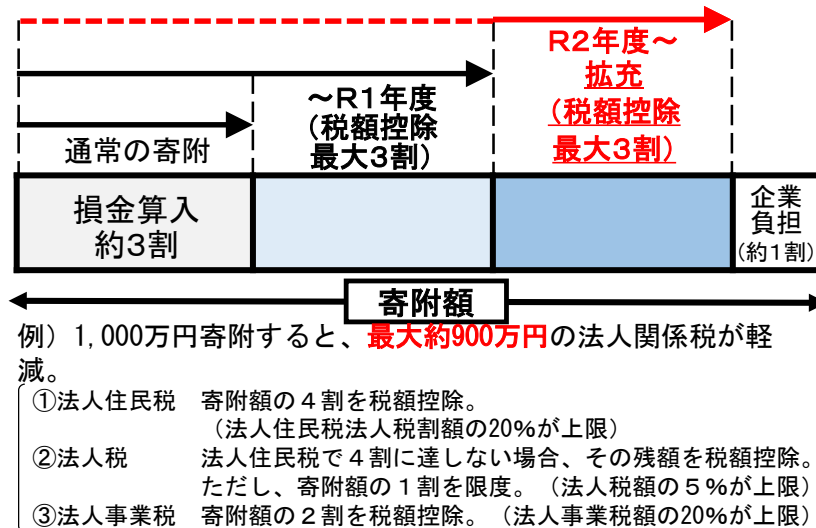 R2年度～
拡充
(税額控除
最大3割)
～R1年度
(税額控除
最大3割)
通常の寄附
損金算入
約3割
企業
負担
(約1割)
寄附額
例）1,000万円寄附すると、最大約900万円の法人関係税が軽
減。
①法人住民税　寄附額の４割を税額控除。
（法人住民税法人税割額の20％が上限）
②法人税　法人住民税で４割に達しない場合、その残額を税額控除。
ただし、寄附額の１割を限度。（法人税額の５％が上限）
③法人事業税　寄附額の２割を税額控除。（法人事業税額の20％が上限）